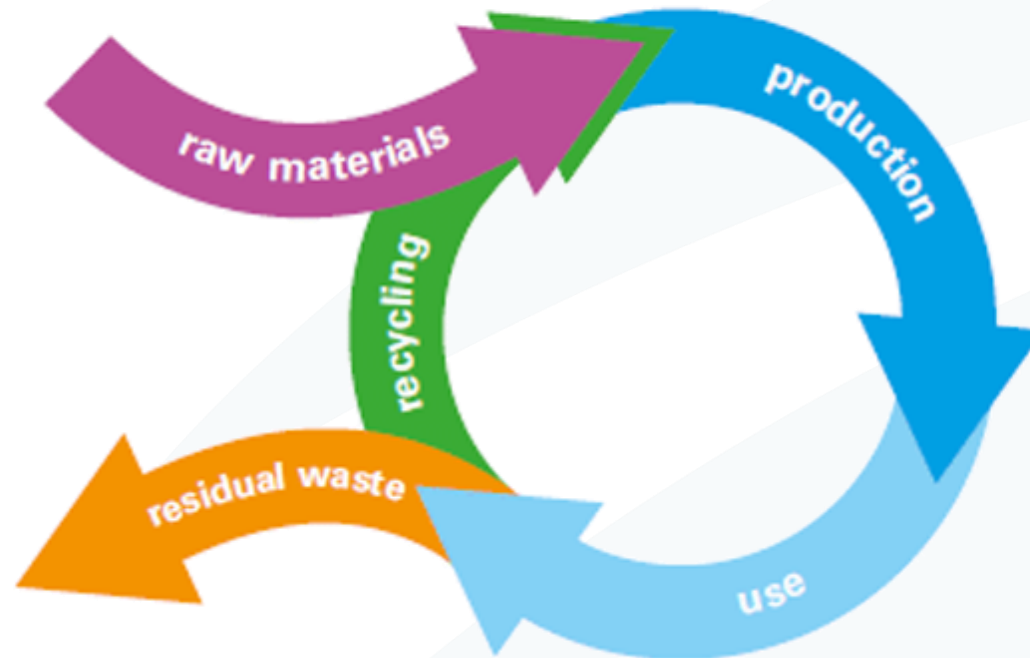 raw materials
production
recycling
residual waste
use